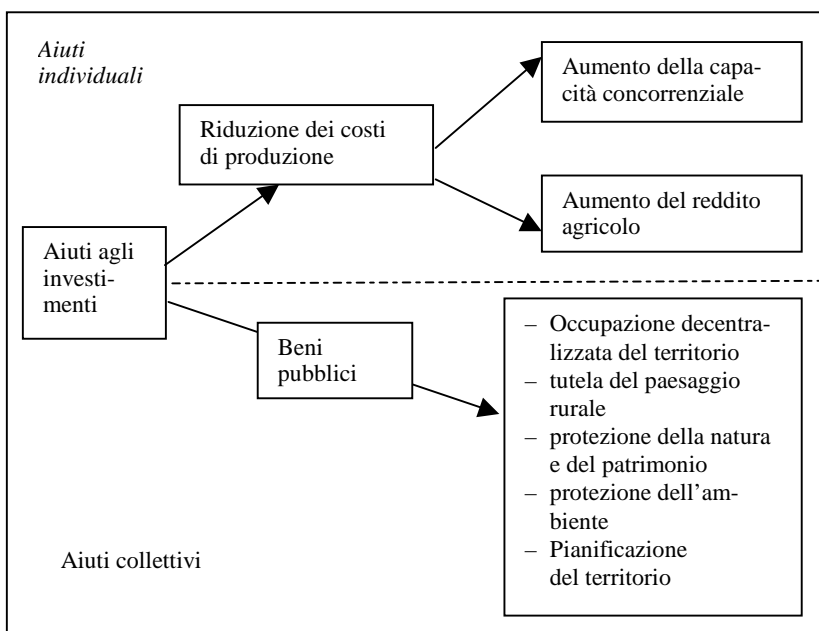 Aiuti
individuali
Aumento della capa-
cità concorrenziale
Riduzione dei costi
di produzione
Aumento del reddito
agricolo
Aiuti agli
investi-
menti
Beni
pubblici
– Occupazione decentra-
lizzata del territorio
– tutela del paesaggio
rurale
– protezione della natura
e del patrimonio
– protezione dell’am-
biente
– Pianificazione
del territorio
Aiuti collettivi